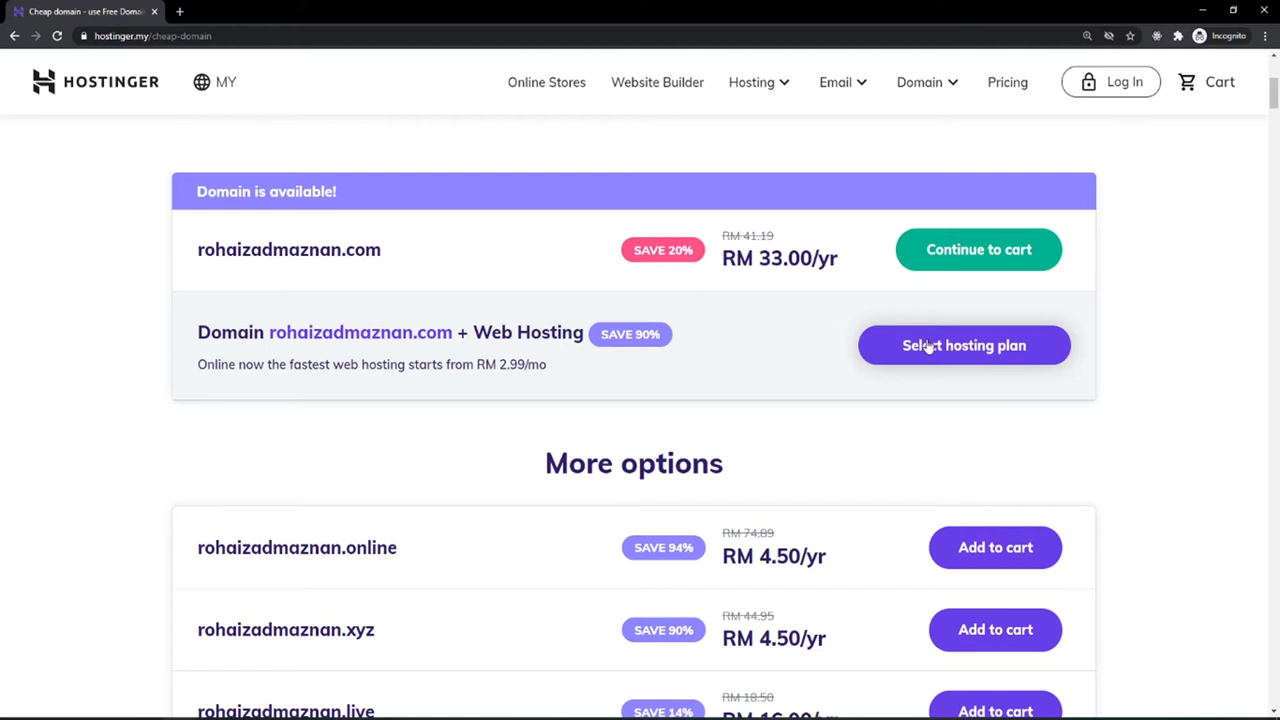 Cheap domain - use Free Domai
hostinger.my/cheap-domain
Incognito
HOSTINGER
MY
Online Stores
Website Builder
Hosting
Email
Domain
Pricing
Log In
Cart
Domain is available!
rohaizadmaznan.com
SAVE 20%
RM 41.19
RM 33.00/yr
Continue to cart
Domain rohaizadmaznan.com + Web Hosting
SAVE 90%
Online now the fastest web hosting starts from RM 2.99/mo
Select hosting plan
More options
rohaizadmaznan.online
SAVE 94%
RM 74.89
RM 4.50/yr
Add to cart
rohaizadmaznan.xyz
SAVE 90%
RM 44.95
RM 4.50/yr
Add to cart
rohaizadmaznan.live
SAVE 14%
RM 18.50
RM 16.00/yr
Add to cart